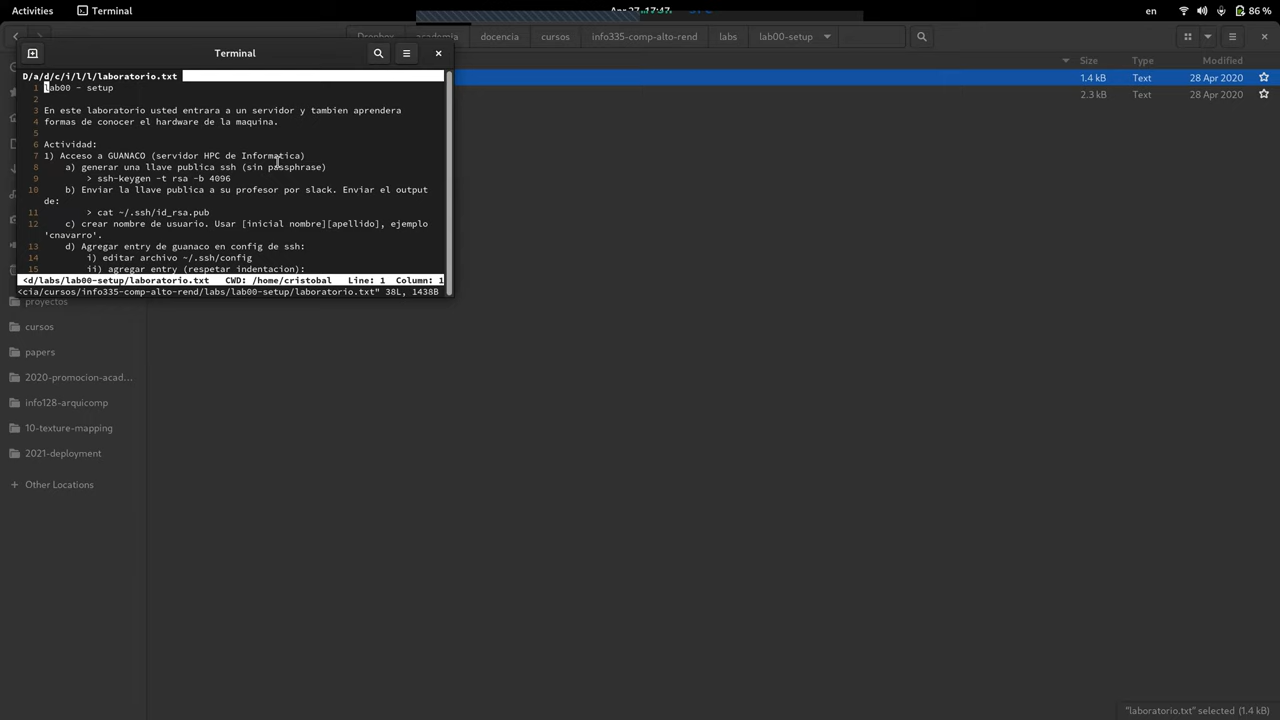 Activities Terminal Apr 27 17:47 en 86 %
Dropbox academia docencia cursos info335-comp-alto-rend labs lab00-setup
Terminal
Size Type Modified
1.4 kB Text 28 Apr 2020
2.3 kB Text 28 Apr 2020
D/a/d/c/i/l/l/laboratorio.txt
1 lab00 - setup
2
3 En este laboratorio usted entrara a un servidor y tambien aprendera
4 formas de conocer el hardware de la maquina.
5
6 Actividad:
7 1) Acceso a GUANACO (servidor HPC de Informatica)
8 a) generar una llave publica ssh (sin passphrase)
9 > ssh-keygen -t rsa -b 4096
10 b) Enviar la llave publica a su profesor por slack. Enviar el output
de:
11 > cat ~/.ssh/id_rsa.pub
12 c) crear nombre de usuario. Usar [inicial nombre][apellido], ejemplo
'cnavarro'.
13 d) Agregar entry de guanaco en config de ssh:
14 i) editar archivo ~/.ssh/config
15 ii) agregar entry (respetar indentacion):
<d/labs/lab00-setup/laboratorio.txt CWD: /home/cristobal Line: 1 Column: 1
<cia/cursos/info335-comp-alto-rend/labs/lab00-setup/laboratorio.txt" 38L, 1438B
proyectos
cursos
papers
2020-promocion-acad...
info128-arquicomp
10-texture-mapping
2021-deployment
+ Other Locations
"laboratorio.txt" selected (1.4 kB)